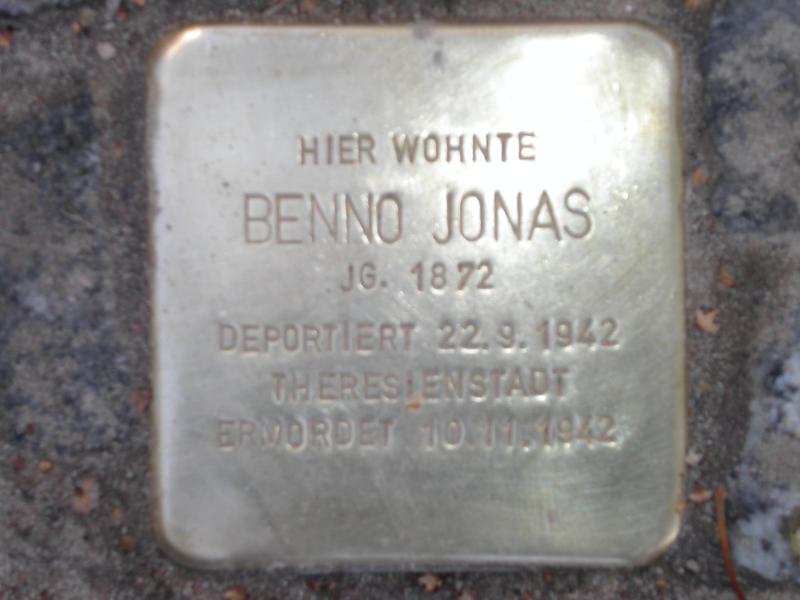 HIER WOHNTE
BENNO JONAS
JG. 1872
DEPORTIERT 22.9.1942
THERESIENSTADT
ERMORDET 10.11.1942